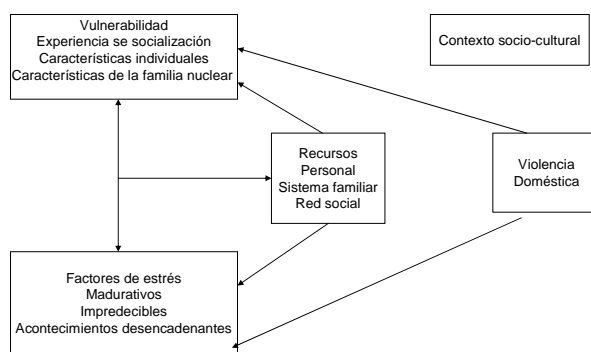 Vulnerabilidad
Experiencia se socialización
Características individuales
Características de la familia nuclear
Contexto socio-cultural
Recursos
Personal
Sistema familiar
Red social
Violencia
Doméstica
Factores de estrés
Madurativos
Impredecibles
Acontecimientos desencadenantes